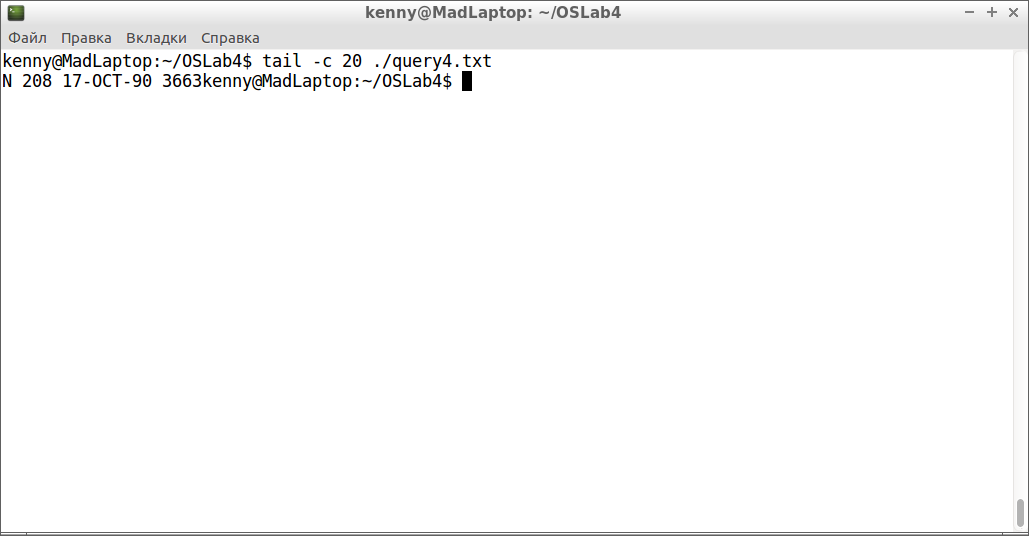 kenny@MadLaptop: ~/OSLab4
Файл Правка Вкладки Справка
kenny@MadLaptop:~/OSLab4$ tail -c 20 ./query4.txt
N 208 17-OCT-90 3663kenny@MadLaptop:~/OSLab4$